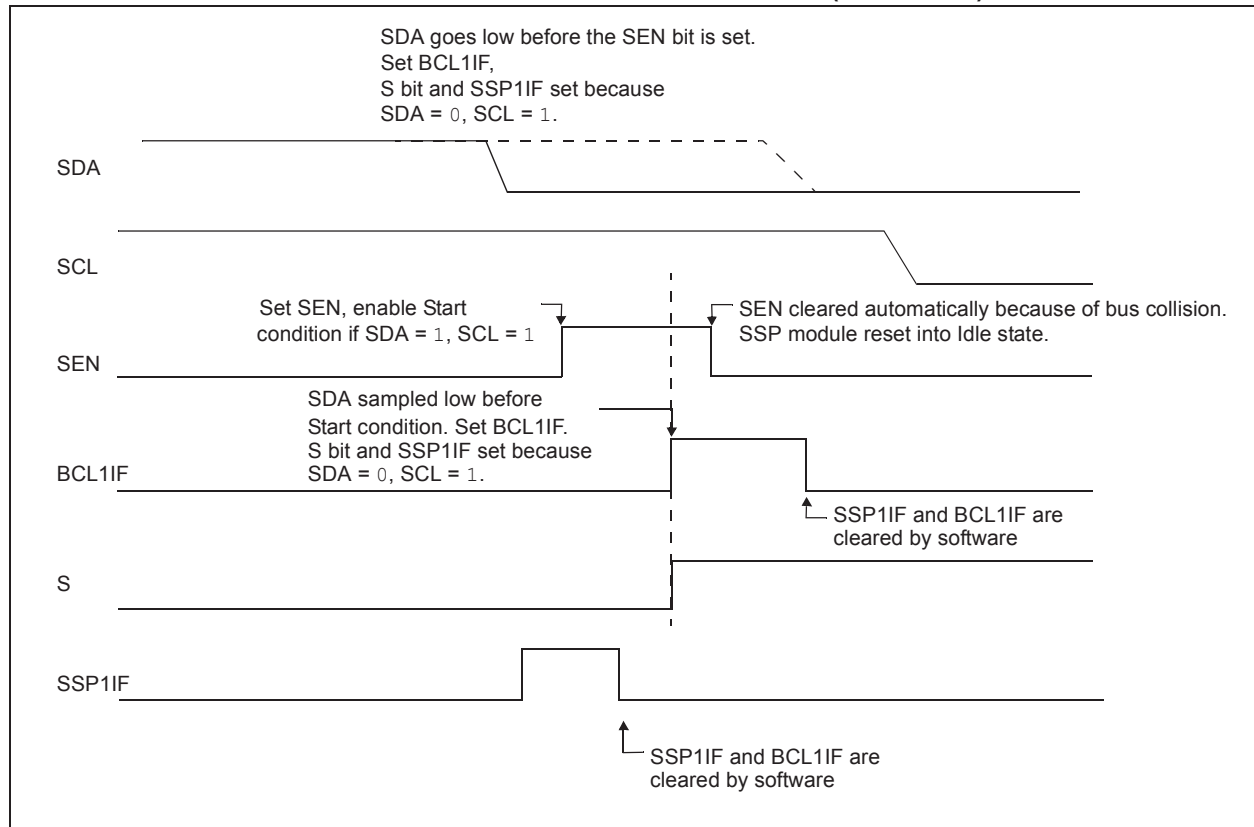 SDA goes low before the SEN bit is set.
Set BCL1IF,
S bit and SSP1IF set because
SDA = 0, SCL = 1.
SDA
SCL
Set SEN, enable Start
condition if SDA = 1, SCL = 1
SEN cleared automatically because of bus collision.
SSP module reset into Idle state.
SEN
SDA sampled low before
Start condition. Set BCL1IF.
S bit and SSP1IF set because
SDA = 0, SCL = 1.
BCL1IF
SSP1IF and BCL1IF are
cleared by software
S
SSP1IF
SSP1IF and BCL1IF are
cleared by software